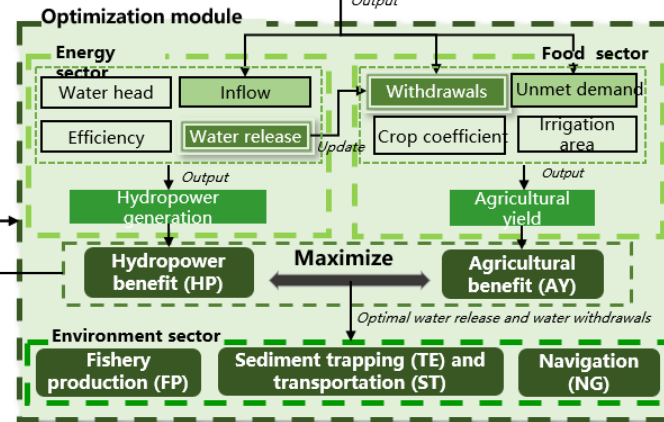 Output
Optimization module
Energy
sector
Food sector
Water head
Inflow
Withdrawals
Unmet demand
Efficiency
Water release
Update
Crop coefficient
Irrigation
area
Output
Output
Hydropower
generation
Agricultural
yield
Hydropower
benefit (HP)
Maximize
Agricultural
benefit (AY)
Optimal water release and water withdrawals
Environment sector
Fishery
production (FP)
Sediment trapping (TE) and
transportation (ST)
Navigation
(NG)